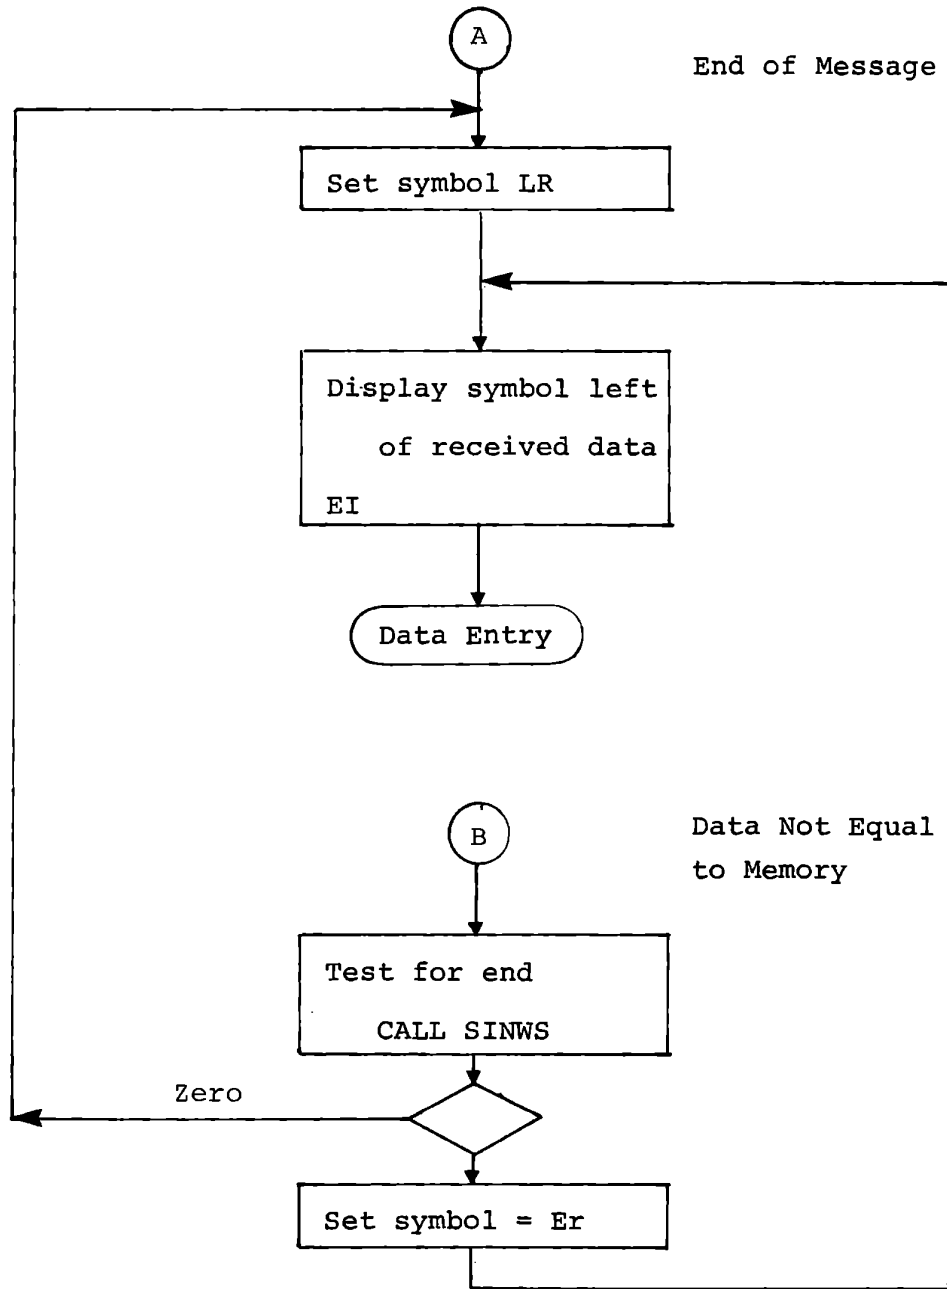 A
End of Message
Set symbol LR
Display symbol left
of received data
EI
Data Entry
B
Data Not Equal
to Memory
Test for end
CALL SINWS
Zero
Set symbol = Er